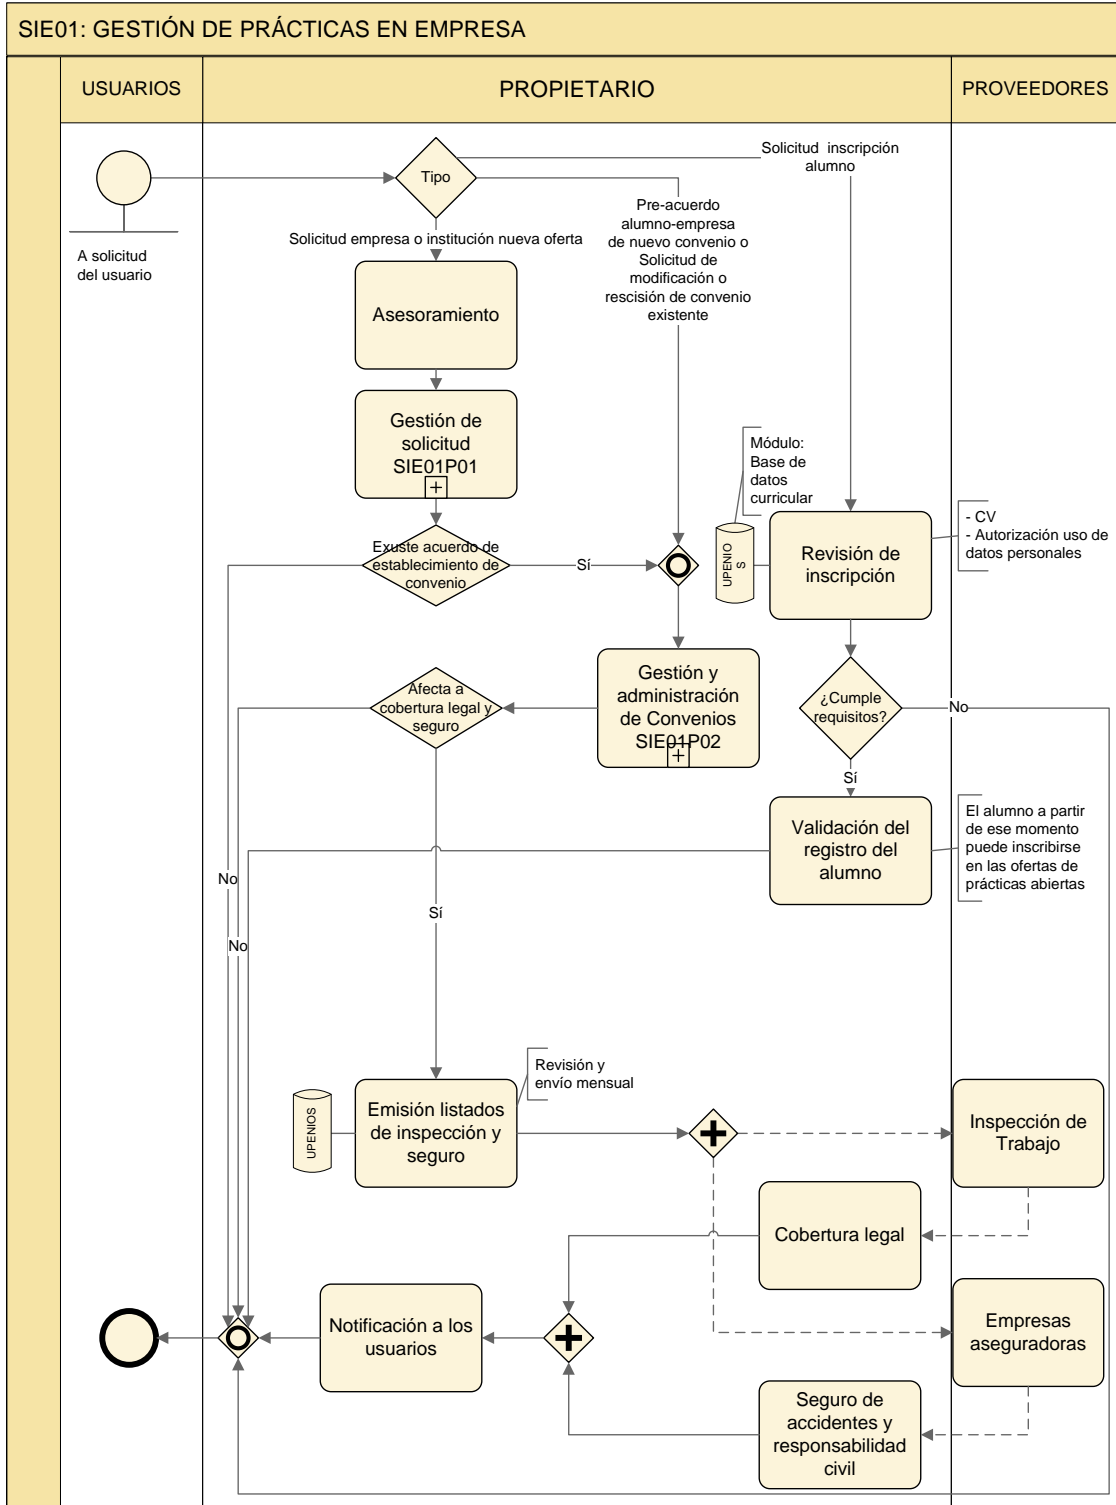 SIE01: GESTIÓN DE PRÁCTICAS EN EMPRESA
USUARIOS
PROPIETARIO
PROVEEDORES
Tipo
Solicitud inscripción
alumno
A solicitud
del usuario
Solicitud empresa o institución nueva oferta
Pre-acuerdo
alumno-empresa
de nuevo convenio o
Solicitud de
modificación o
rescisión de convenio
existente
Asesoramiento
Gestión de
solicitud
SIE01P01
Módulo:
Base de
datos
curricular
UPENIO
S
Revisión de
inscripción
- CV
- Autorización uso de
datos personales
Exuste acuerdo de
establecimiento de
convenio
Sí
Gestión y
administración
de Convenios
SIE01P02
Afecta a
cobertura legal y
seguro
¿Cumple
requisitos?
No
Sí
Validación del
registro del
alumno
El alumno a partir
de ese momento
puede inscribirse
en las ofertas de
prácticas abiertas
No
Sí
No
UPENIOS
Emisión listados
de inspección y
seguro
Revisión y
envío mensual
Inspección de
Trabajo
Cobertura legal
Notificación a los
usuarios
Empresas
aseguradoras
Seguro de
accidentes y
responsabilidad
civil